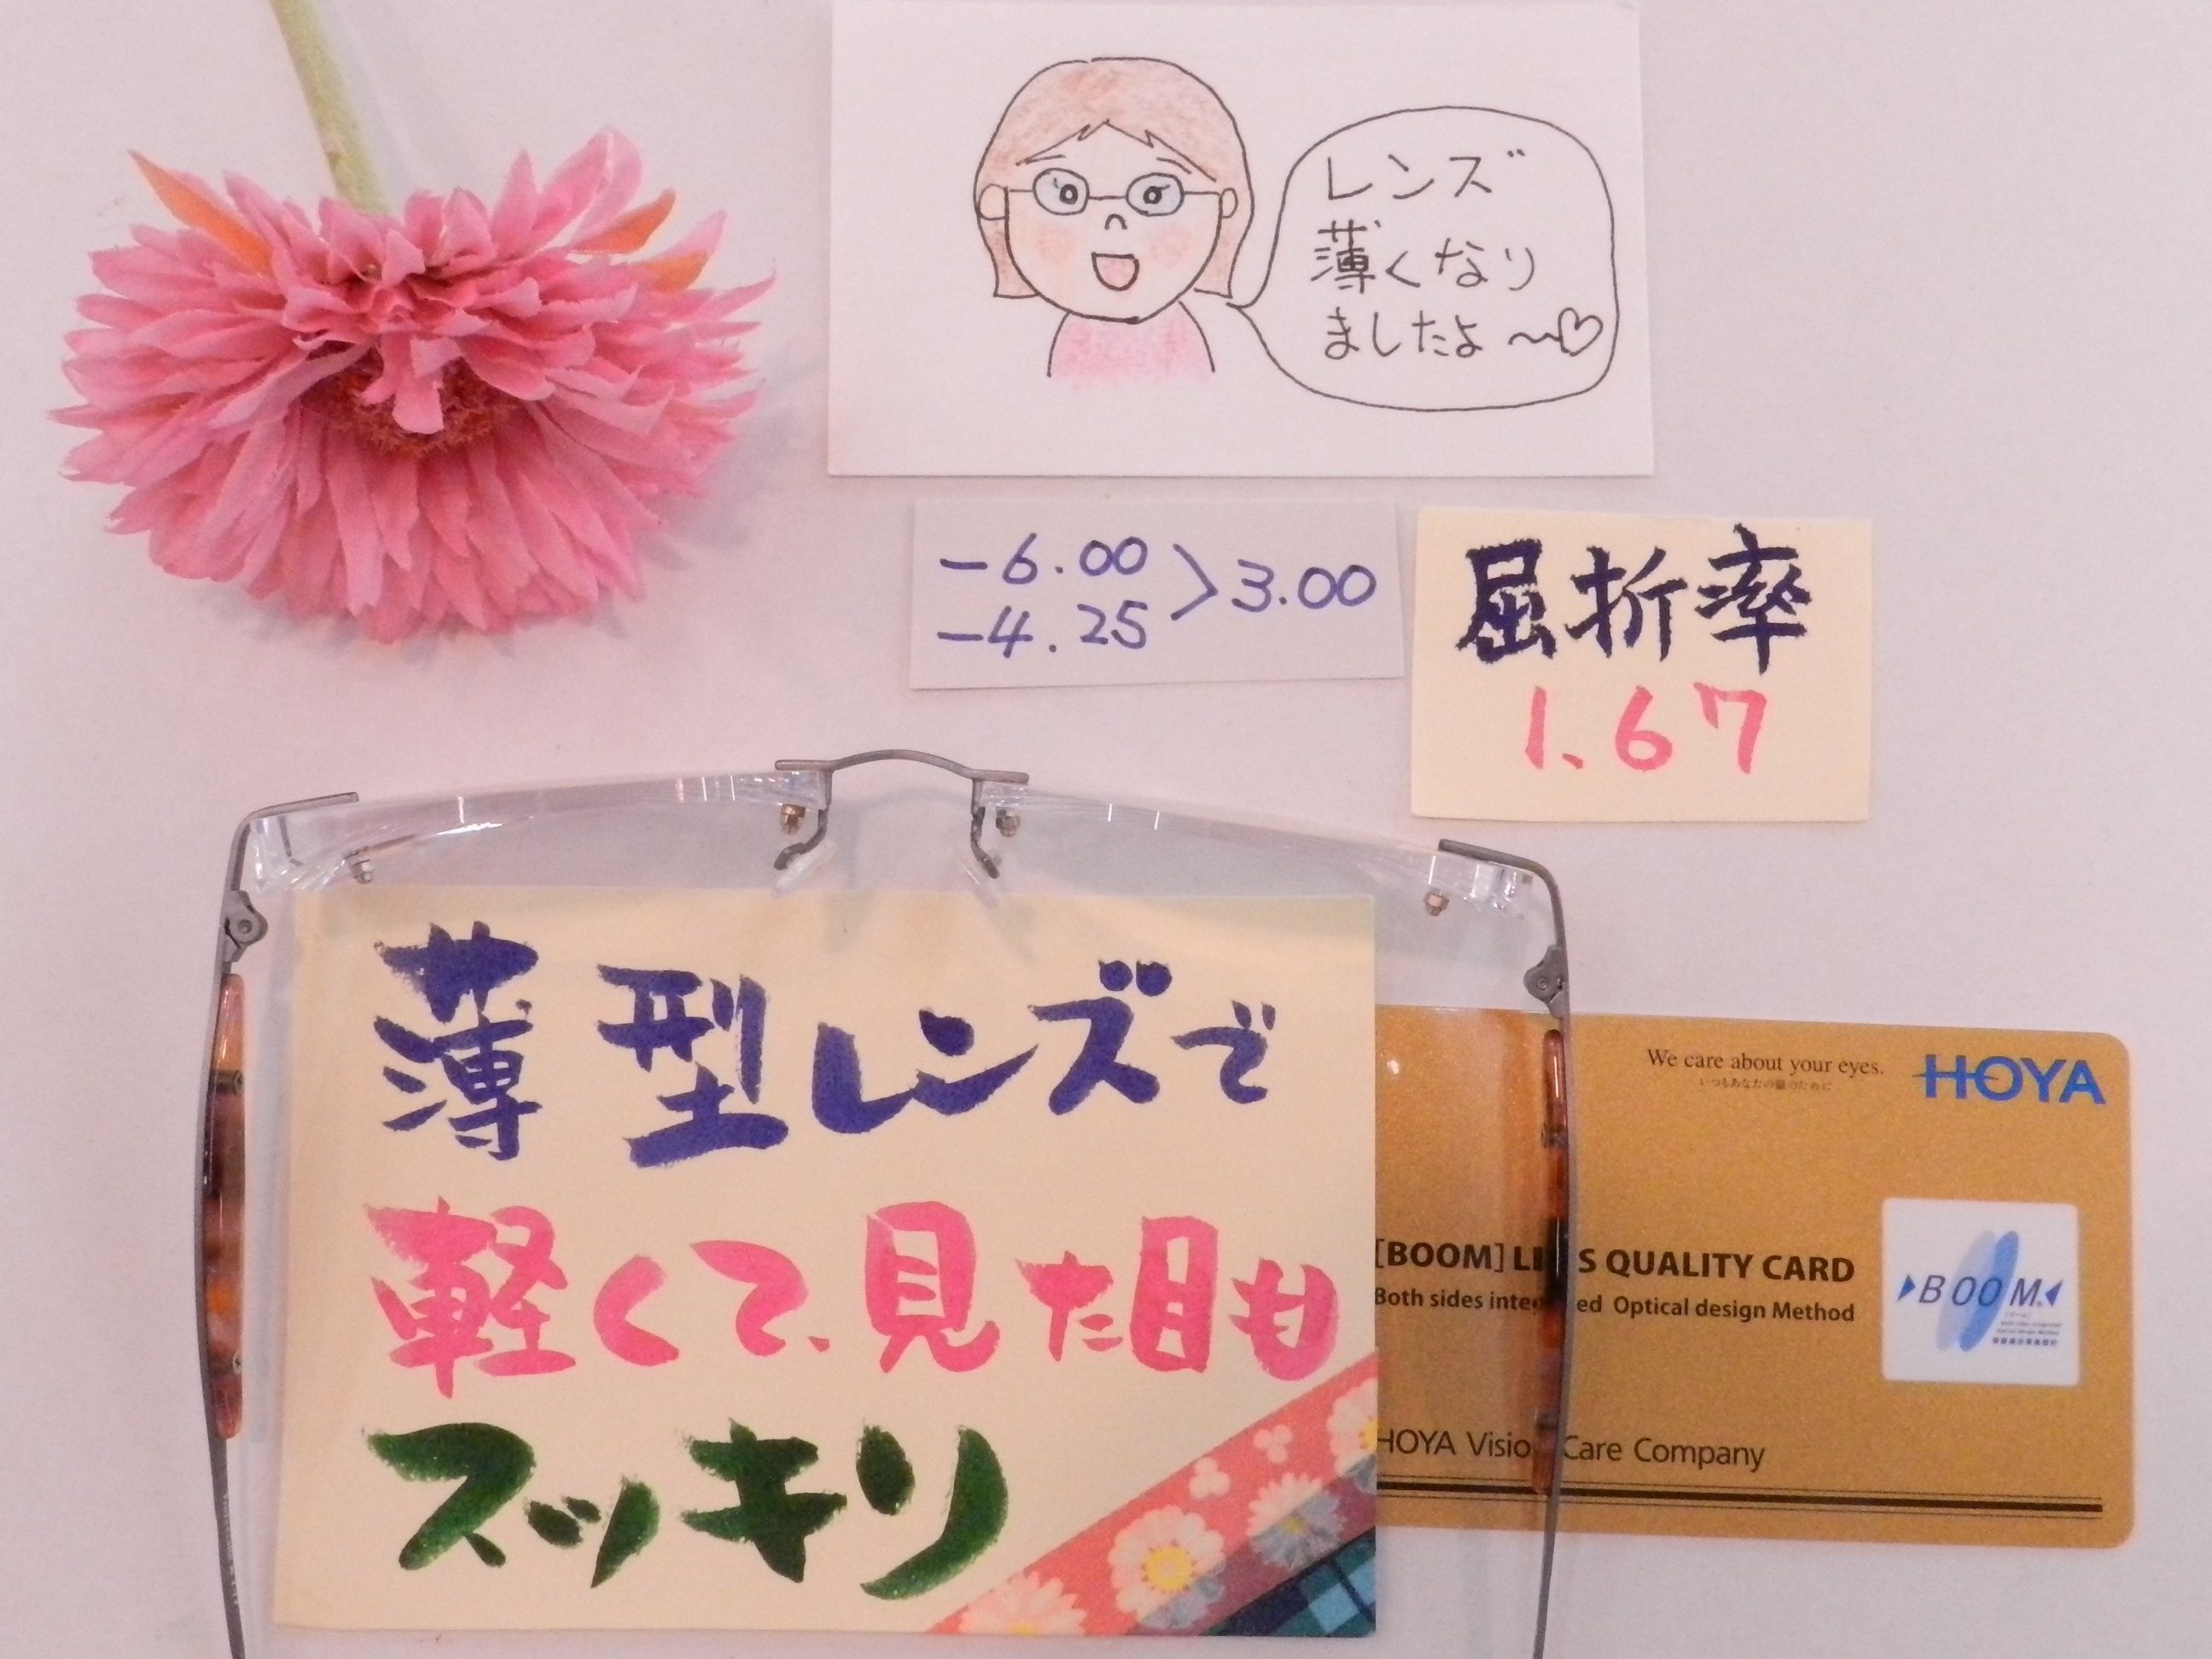 レンズ
薄くなり
ましたよ〜♡
-6.00
-4.25
>3.00
屈折率
1.67
薄型レンズで
軽くて、見た目も
スッキリ
We care about your eyes.
HOYA
[BOOM] LE S QUALITY CARD
Both sides inte ed Optical design Method
BOOM
HOYA Visio Care Company